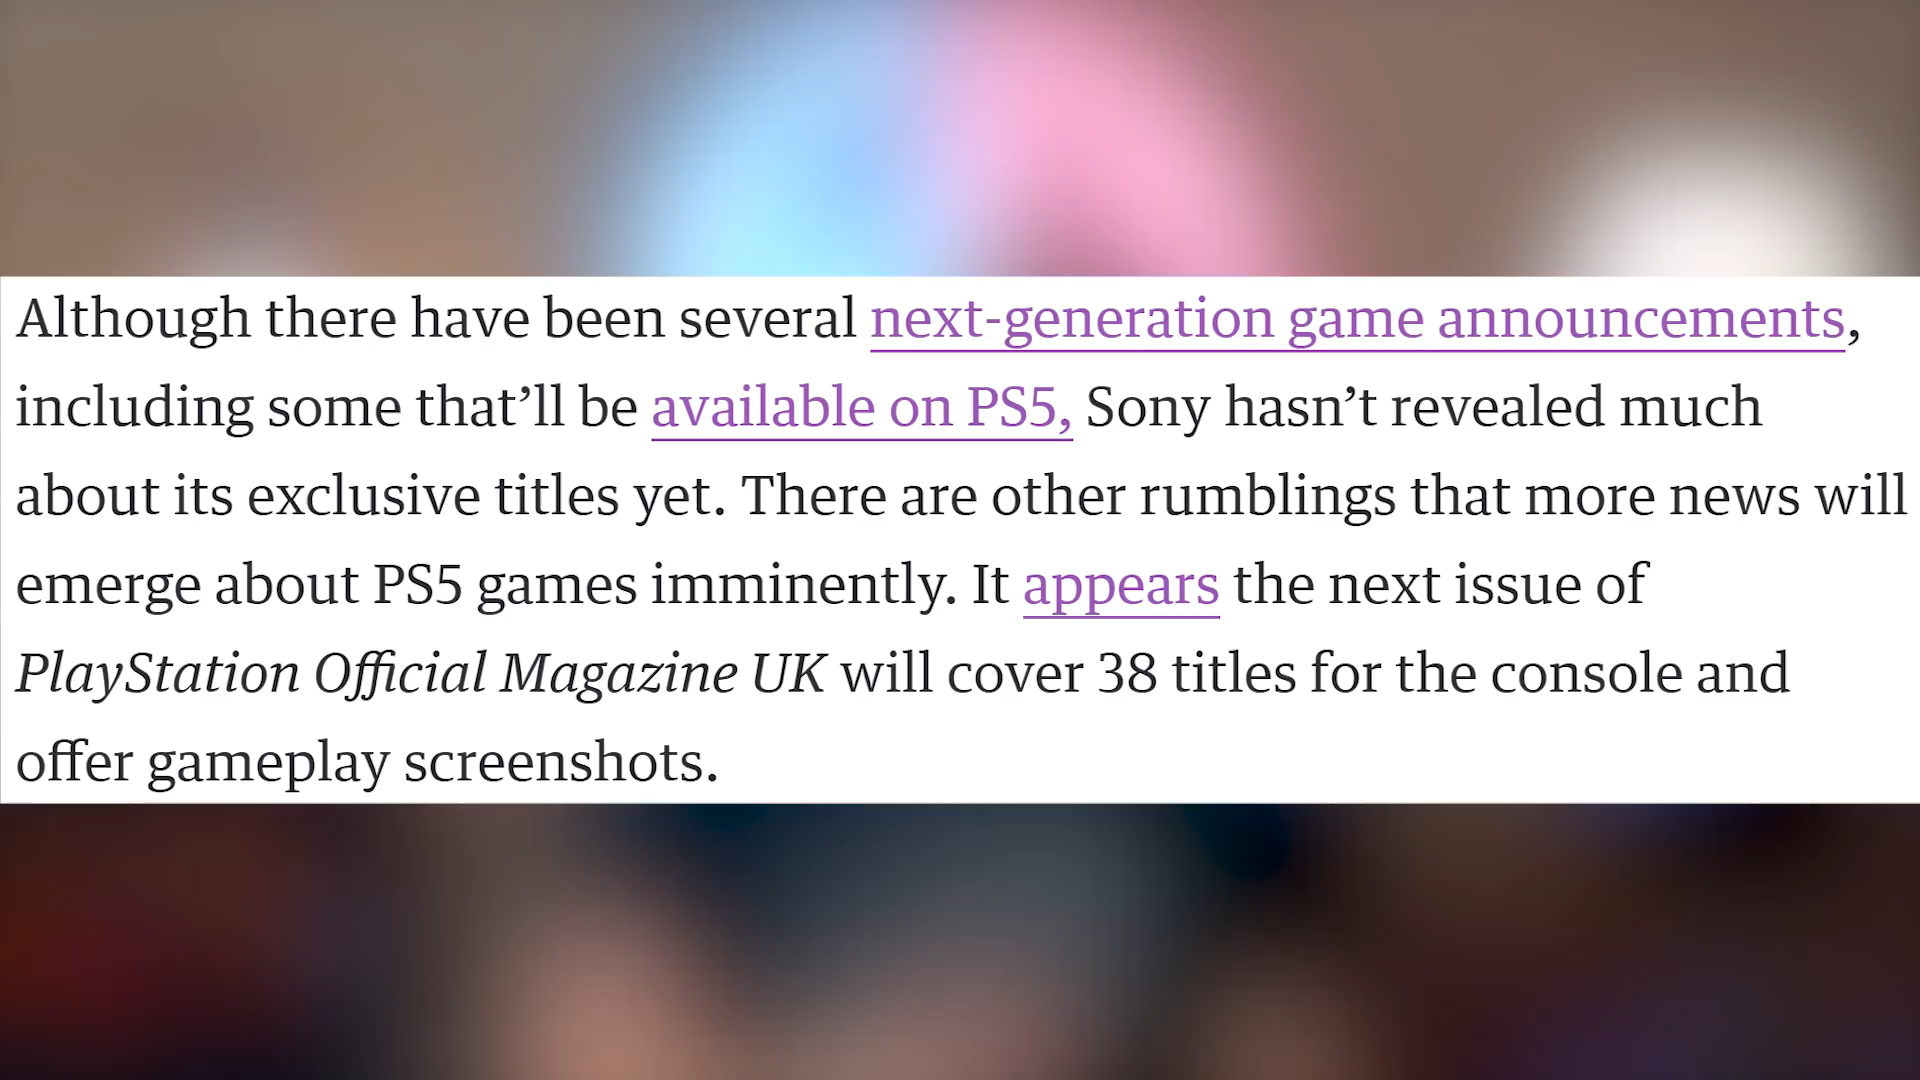 Although there have been several next-generation game announcements,
including some that’ll be available on PS5, Sony hasn’t revealed much
about its exclusive titles yet. There are other rumblings that more news will
emerge about PS5 games imminently. It appears the next issue of
PlayStation Official Magazine UK will cover 38 titles for the console and
offer gameplay screenshots.